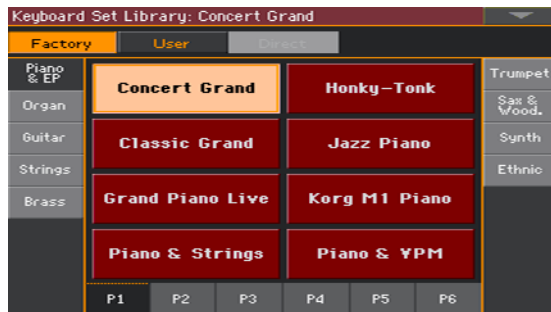 Keyboard Set Library: Concert Grand
Factory User Direct
Piano
& EP
Organ
Guitar
Strings
Brass
Concert Grand
Honky-Tonk
Classic Grand
Jazz Piano
Grand Piano Live
Korg M1 Piano
Piano & Strings
Piano & VPM
Trumpet
Sax &
Wood.
Synth
Ethnic
P1 P2 P3 P4 P5 P6